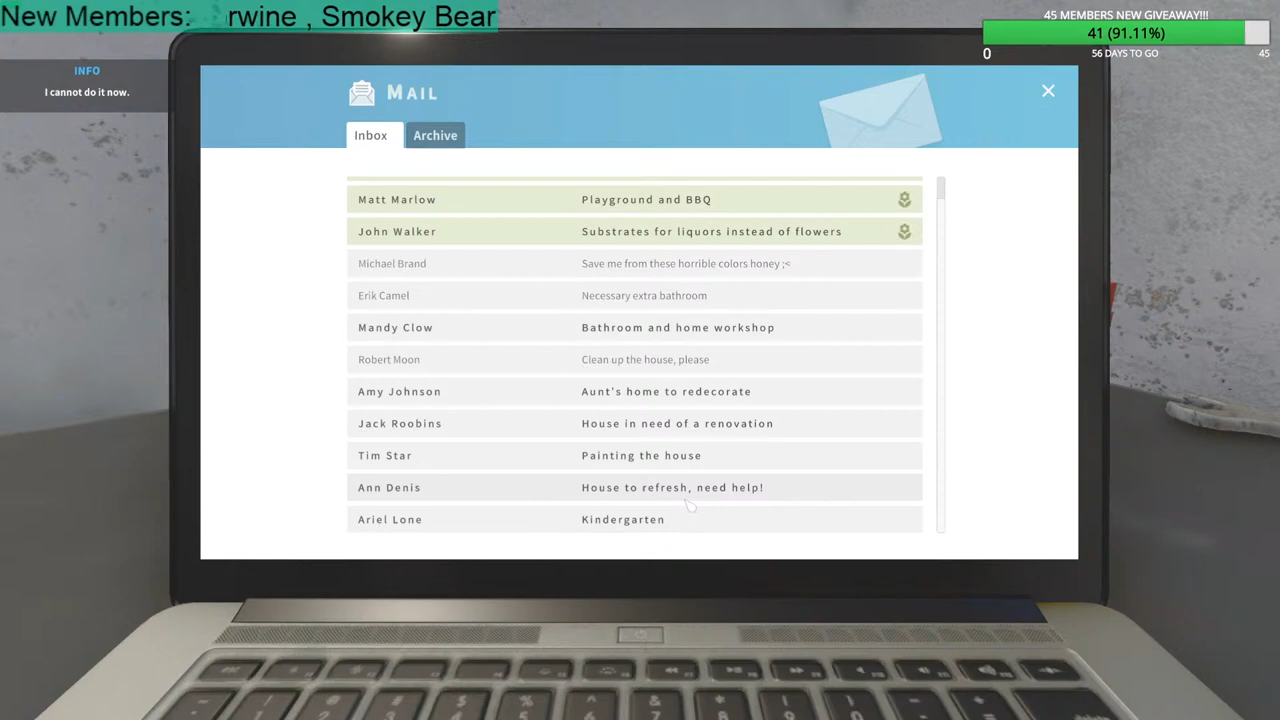 New Members: rwine , Smokey Bear
45 MEMBERS NEW GIVEAWAY!!!
41 (91.11%)
0 56 DAYS TO GO 45
INFO
I cannot do it now.
MAIL
Inbox Archive
Matt Marlow Playground and BBQ
John Walker Substrates for liquors instead of flowers
Michael Brand Save me from these horrible colors honey ;<
Erik Camel Necessary extra bathroom
Mandy Clow Bathroom and home workshop
Robert Moon Clean up the house, please
Amy Johnson Aunt's home to redecorate
Jack Roobins House in need of a renovation
Tim Star Painting the house
Ann Denis House to refresh, need help!
Ariel Lone Kindergarten